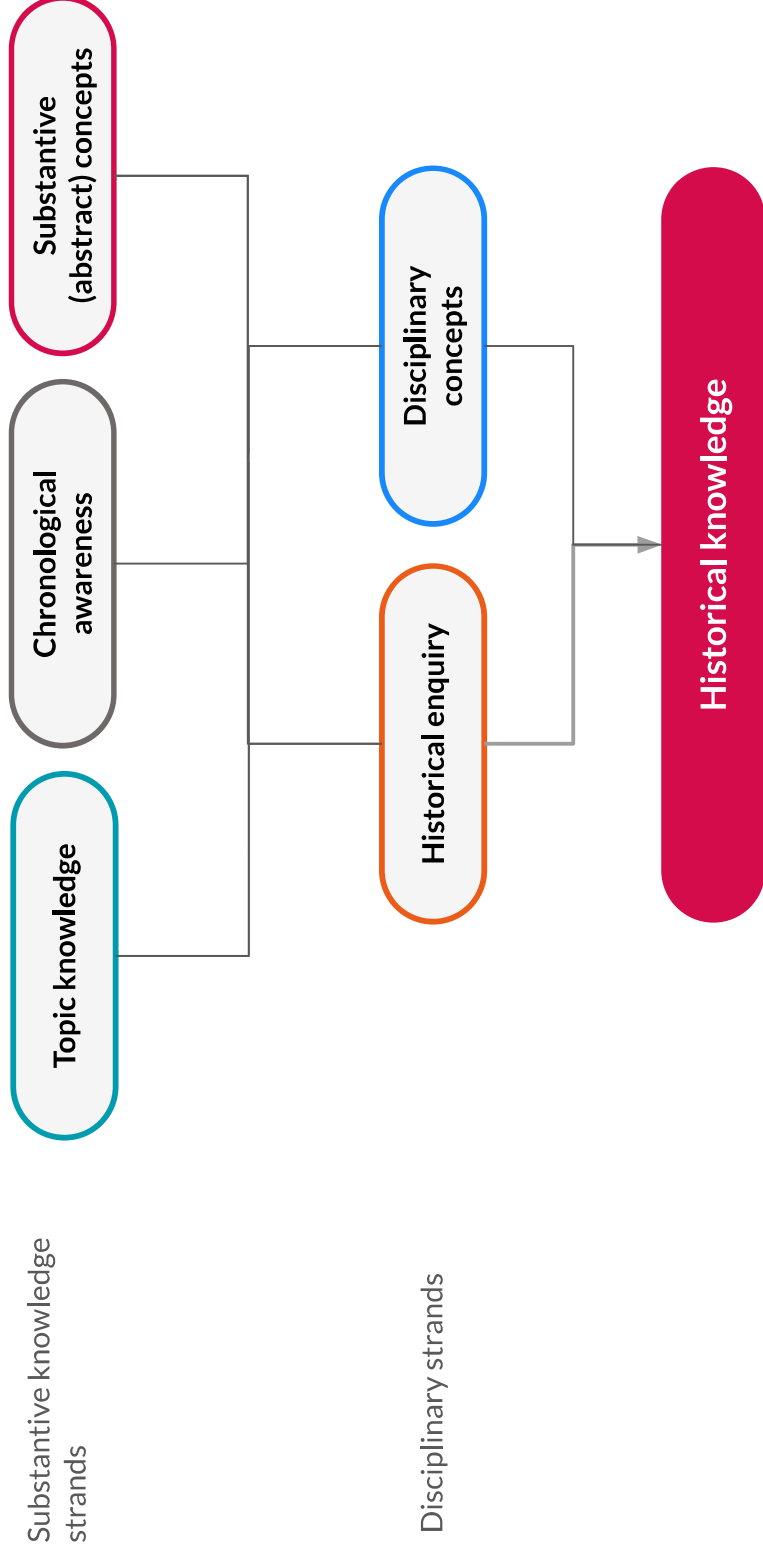 Substantive knowledge
strands
Topic knowledge
Chronological
awareness
Substantive
(abstract) concepts
Disciplinary strands
Historical enquiry
Disciplinary
concepts
Historical knowledge